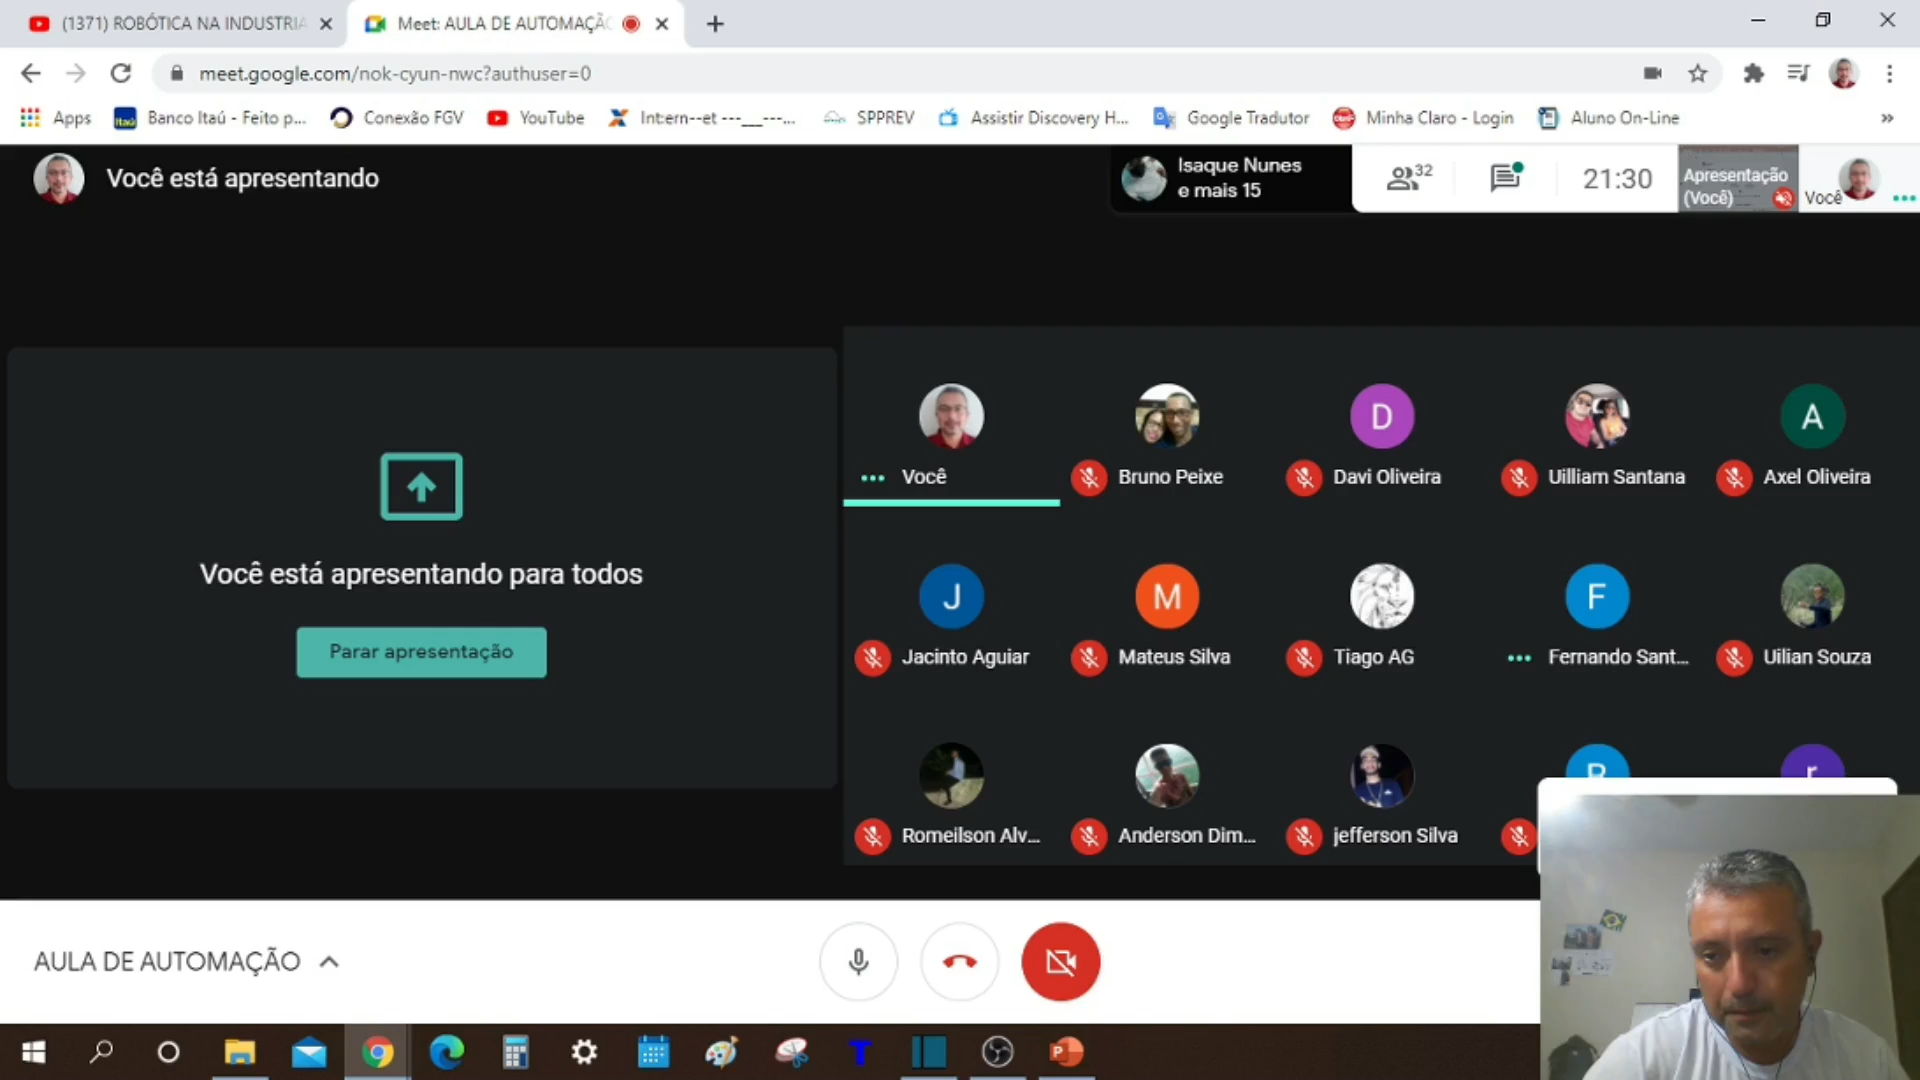 (1371) ROBÓTICA NA INDUSTRIA
Meet: AULA DE AUTOMAÇÃO
meet.google.com/nok-cyun-nwc?authuser=0
Apps
Banco Itaú - Feito p...
Conexão FGV
YouTube
Int:ern--et ---___---...
SPPREV
Assistir Discovery H...
Google Tradutor
Minha Claro - Login
Aluno On-Line
»
Você está apresentando
Isaque Nunes
e mais 15
32
21:30
Apresentação
(Você)
Você
Você está apresentando para todos
Parar apresentação
Você
Bruno Peixe
D
Davi Oliveira
Uilliam Santana
A
Axel Oliveira
J
Jacinto Aguiar
M
Mateus Silva
Tiago AG
F
Fernando Sant...
Uilian Souza
Romeilson Alv...
Anderson Dim...
jefferson Silva
r
AULA DE AUTOMAÇÃO